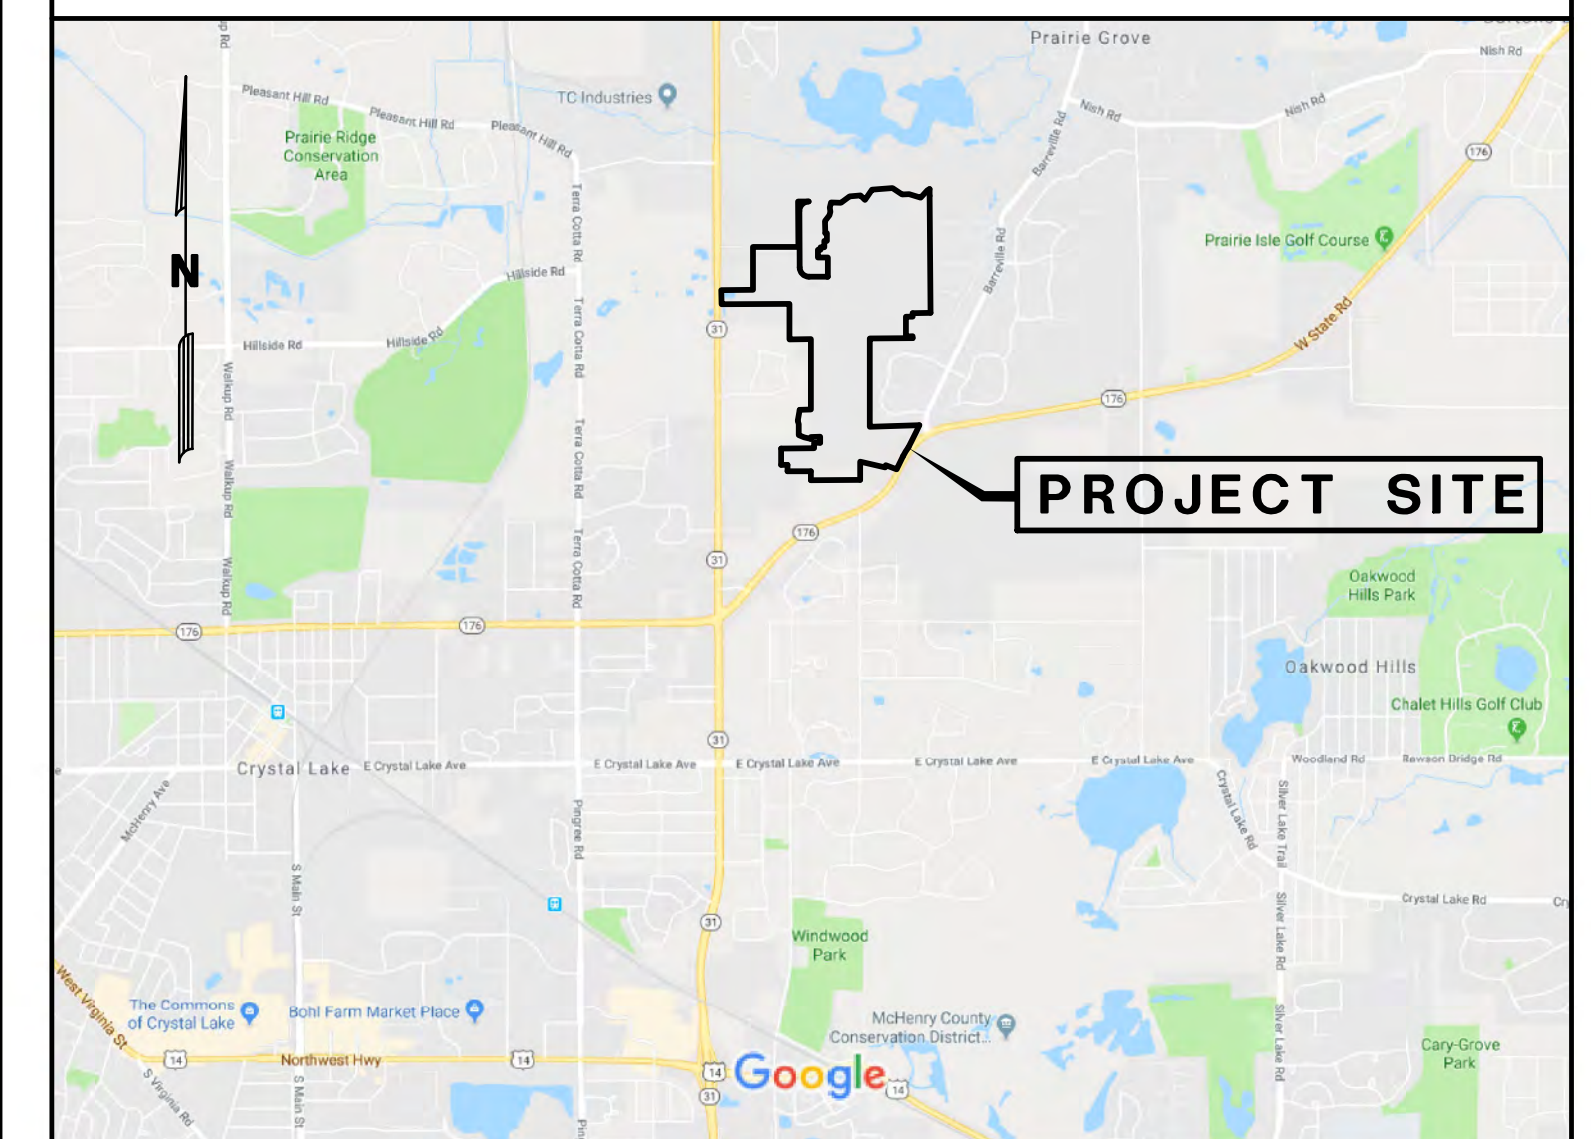 Prairie Grove
Nish Rd
Pleasant Hill Rd
Pleasant Hill Rd
Pleasant Hill Rd
TC Industries
Nish Rd
Nish Rd
Barreville Rd
176
Prairie Ridge
Conservation
Area
Terra Cotta Rd
Prairie Isle Golf Course
Barreville Rd
N
Hillside Rd
Terra Cotta Rd
31
W State Rd
Hillside Rd
Hillside Rd
Walkup Rd
176
Terra Cotta Rd
Walkup Rd
PROJECT SITE
176
31
Terra Cotta Rd
Walkup Rd
Oakwood
Hills Park
176
176
Oakwood Hills
Chalet Hills Golf Club
31
Crystal Lake
E Crystal Lake Ave
E Crystal Lake Ave
E Crystal Lake Ave
E Crystal Lake Ave
E Crystal Lake Ave
Woodland Rd
Rawson Bridge Rd
McHenry Ave
Pingree Rd
Crystal Lake Rd
Silver Lake Trail
S Main St
Crystal Lake Rd
31
Silver Lake Rd
Windwood
Park
West Virginia St
The Commons
of Crystal Lake
Bohl Farm Market Place
McHenry County
Conservation District...
Silver Lake Rd
14
Northwest Hwy
14
14
Google
14
31
Cary-Grove
Park
S Virginia Rd
S Main St